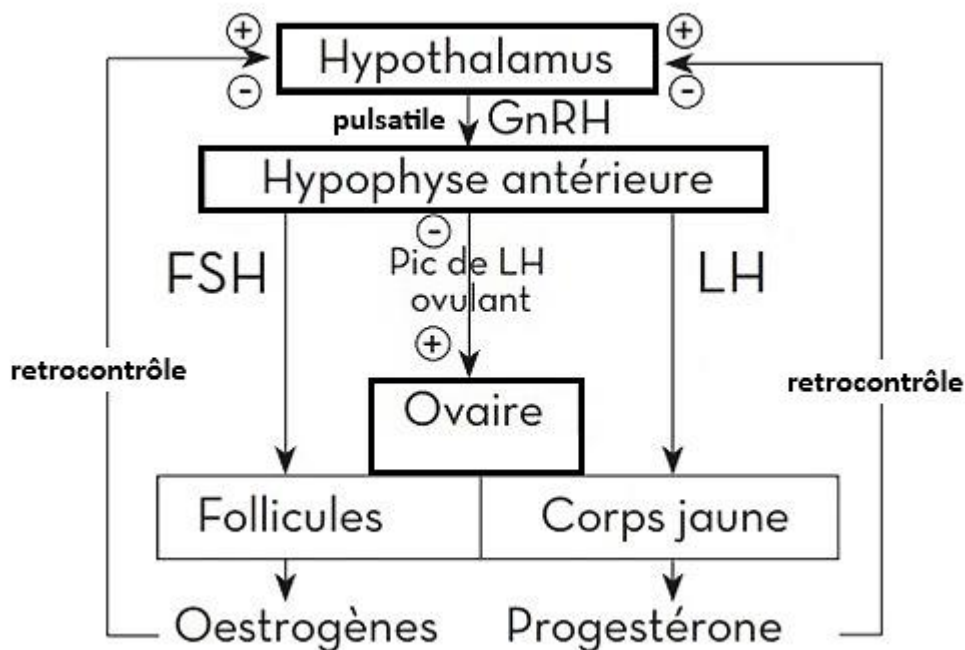 + +
Hypothalamus
- -
pulsatile GnRH
Hypophyse antérieure
-
FSH Pic de LH LH
ovulant
+
retrocontrôle retrocontrôle
Ovaire
Follicules Corps jaune
Oestrogènes Progestérone